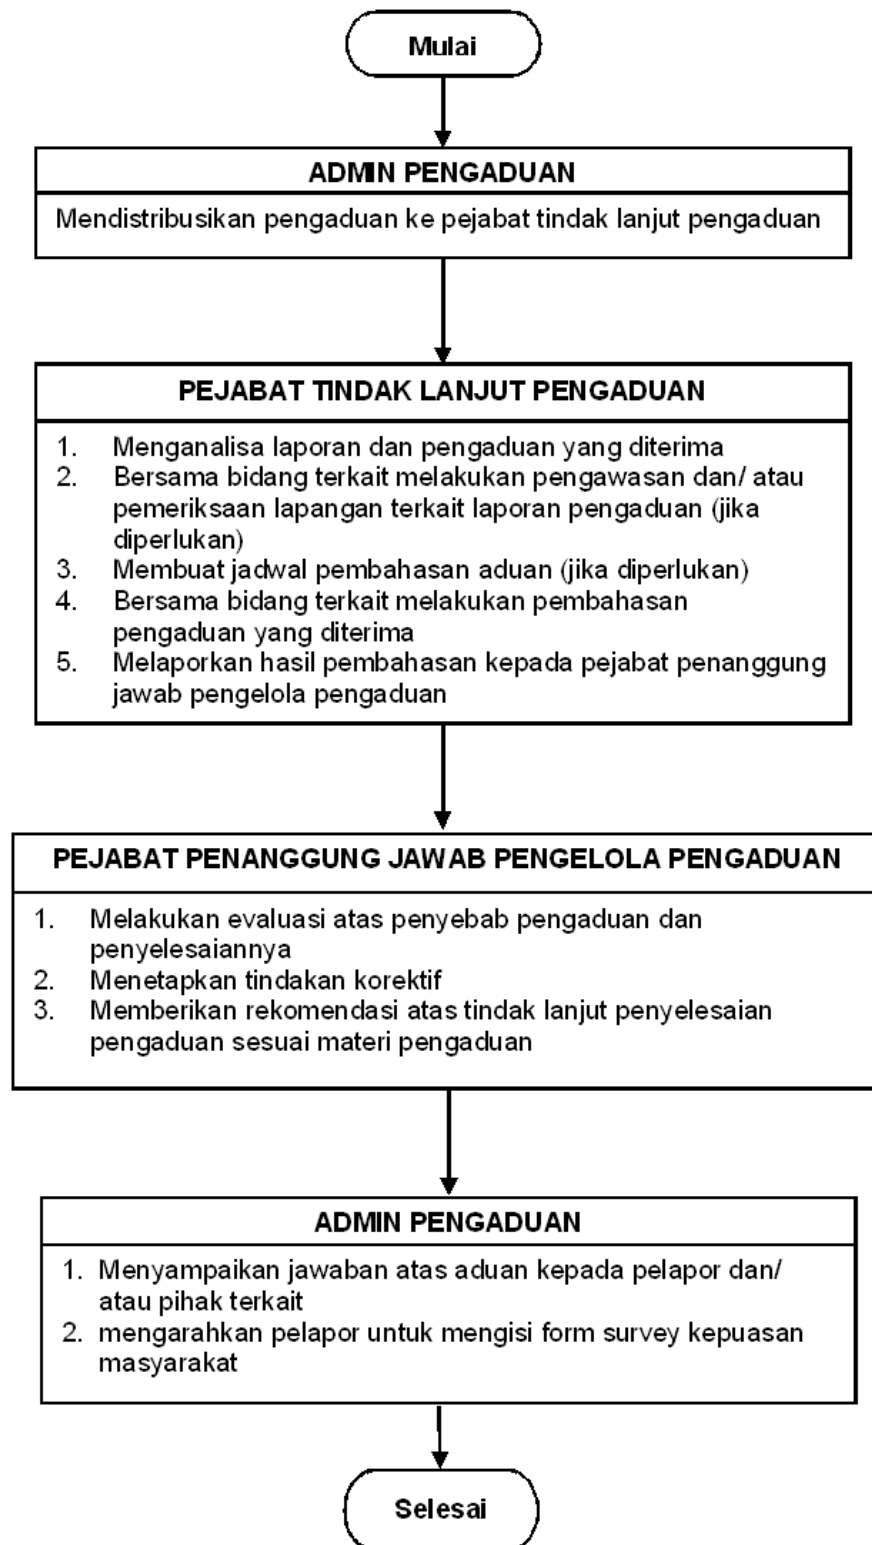 Mulai
ADMIN PENGADUAN
Mendistribusikan pengaduan ke pejabat tindak lanjut pengaduan
PEJABAT TINDAK LANJUT PENGADUAN
1. Menganalisa laporan dan pengaduan yang diterima
2. Bersama bidang terkait melakukan pengawasan dan/ atau
pemeriksaan lapangan terkait laporan pengaduan (jika
diperlukan)
3. Membuat jadwal pembahasan aduan (jika diperlukan)
4. Bersama bidang terkait melakukan pembahasan
pengaduan yang diterima
5. Melaporkan hasil pembahasan kepada pejabat penanggung
jawab pengelola pengaduan
PEJABAT PENANGGUNG JAWAB PENGELOLA PENGADUAN
1. Melakukan evaluasi atas penyebab pengaduan dan
penyelesaiannya
2. Menetapkan tindakan korektif
3. Memberikan rekomendasi atas tindak lanjut penyelesaian
pengaduan sesuai materi pengaduan
ADMIN PENGADUAN
1. Menyampaikan jawaban atas aduan kepada pelapor dan/
atau pihak terkait
2. mengarahkan pelapor untuk mengisi form survey kepuasan
masyarakat
Selesai